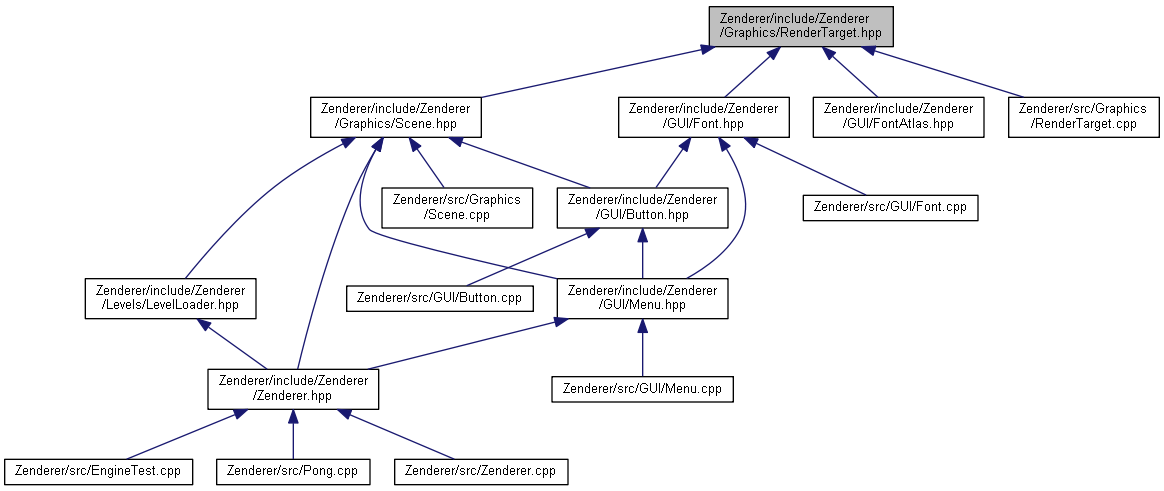 Zenderer/include/Zenderer
/Graphics/RenderTarget.hpp
Zenderer/include/Zenderer
/Graphics/Scene.hpp
Zenderer/include/Zenderer
/GUI/Font.hpp
Zenderer/include/Zenderer
/GUI/FontAtlas.hpp
Zenderer/src/Graphics
/RenderTarget.cpp
Zenderer/src/Graphics
/Scene.cpp
Zenderer/include/Zenderer
/GUI/Button.hpp
Zenderer/src/GUI/Font.cpp
Zenderer/include/Zenderer
/Levels/LevelLoader.hpp
Zenderer/src/GUI/Button.cpp
Zenderer/include/Zenderer
/GUI/Menu.hpp
Zenderer/include/Zenderer
/Zenderer.hpp
Zenderer/src/GUI/Menu.cpp
Zenderer/src/EngineTest.cpp
Zenderer/src/Pong.cpp
Zenderer/src/Zenderer.cpp